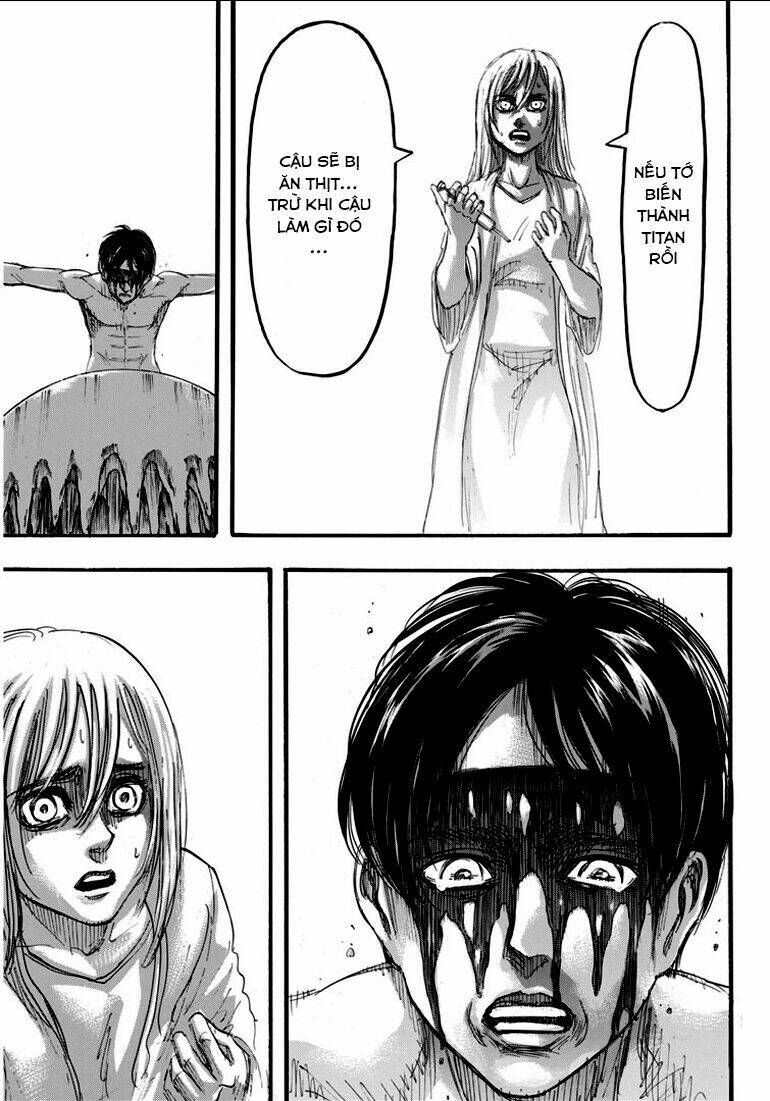 NẾU TỚ
BIẾN
THÀNH
TITAN
RỒI
CẬU SẼ BỊ
ĂN THỊT...
TRỪ KHI CẬU
LÀM GÌ ĐÓ
...